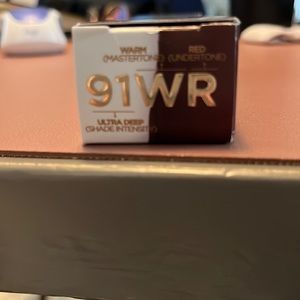 WARM RED
(MASTERTONE) (UNDERTONE)
91WR
ULTRA DEEP
(SHADE INTENSITY)